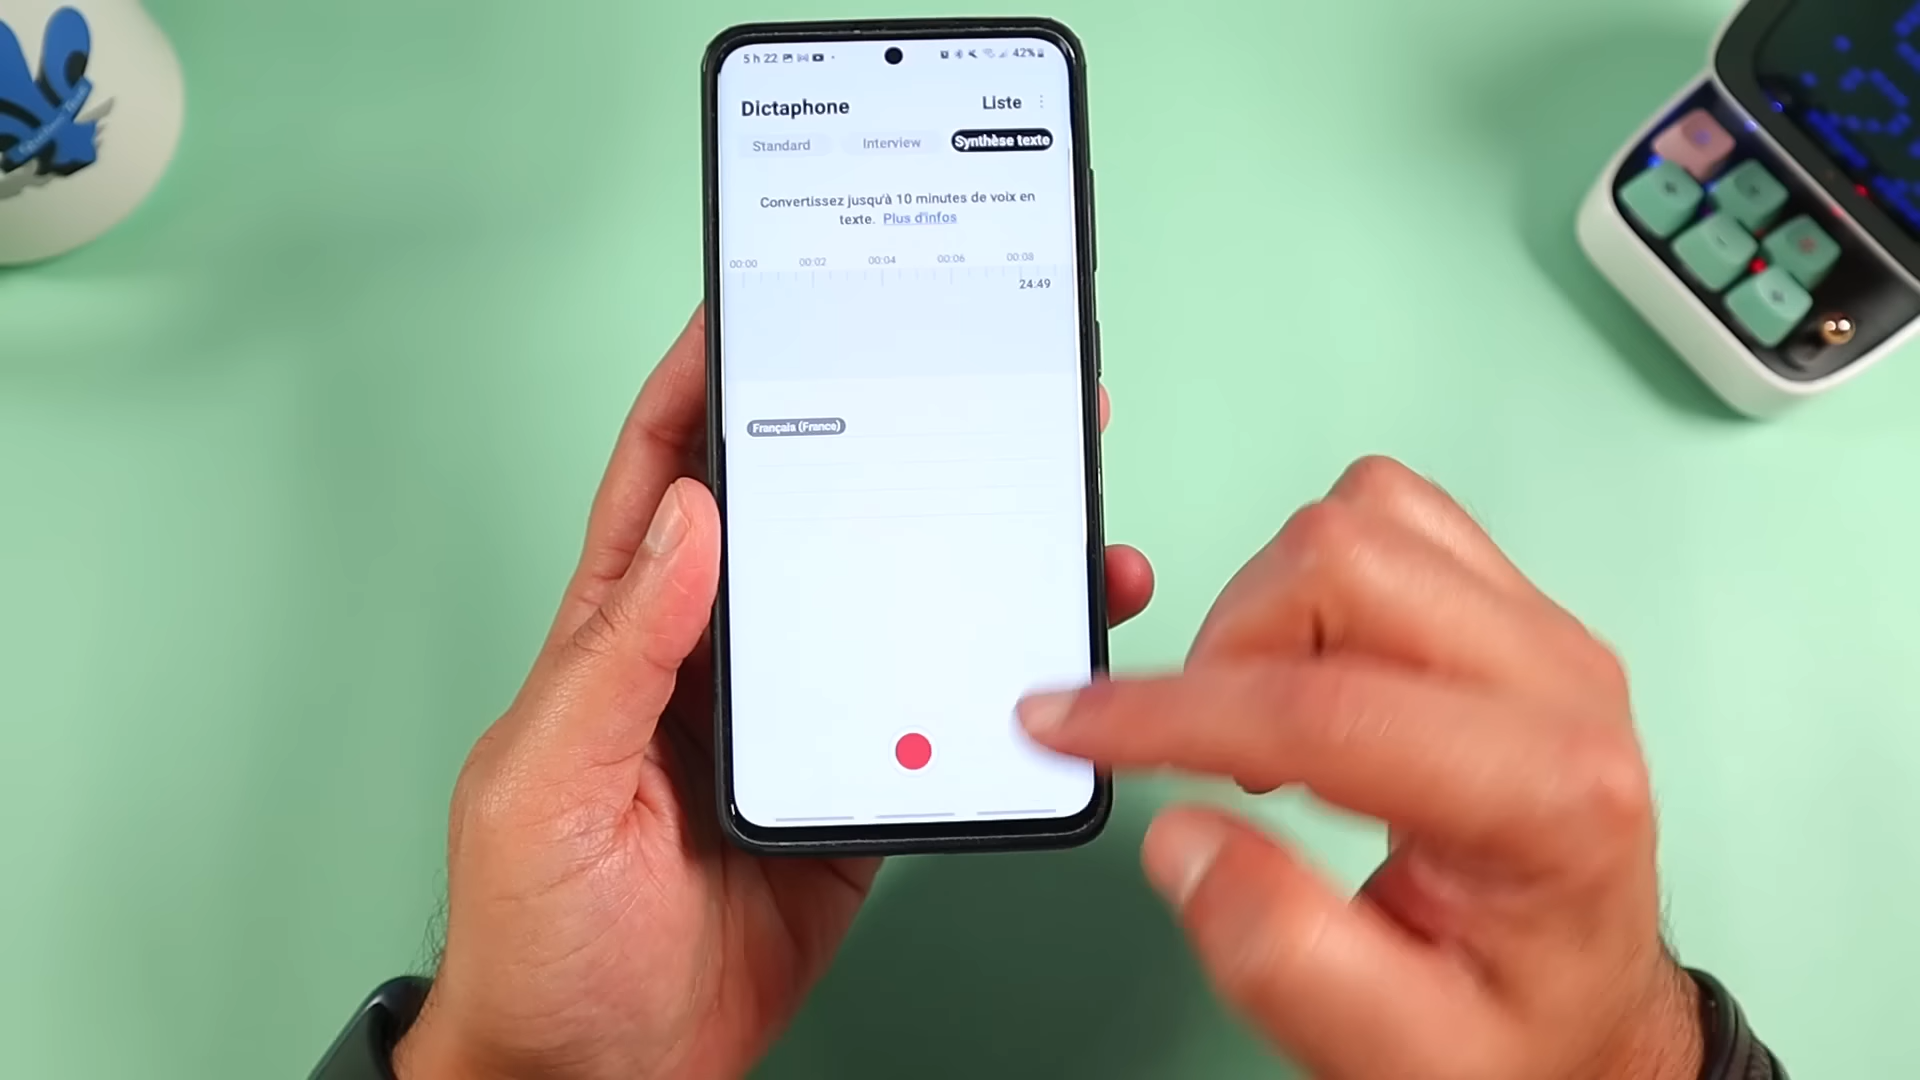 5 h 22
42%
Dictaphone
Liste
Standard
Interview
Synthèse texte
Convertissez jusqu'à 10 minutes de voix en
texte. Plus d'infos
00:00 00:02 00:04 00:06 00:08
24:49
Français (France)